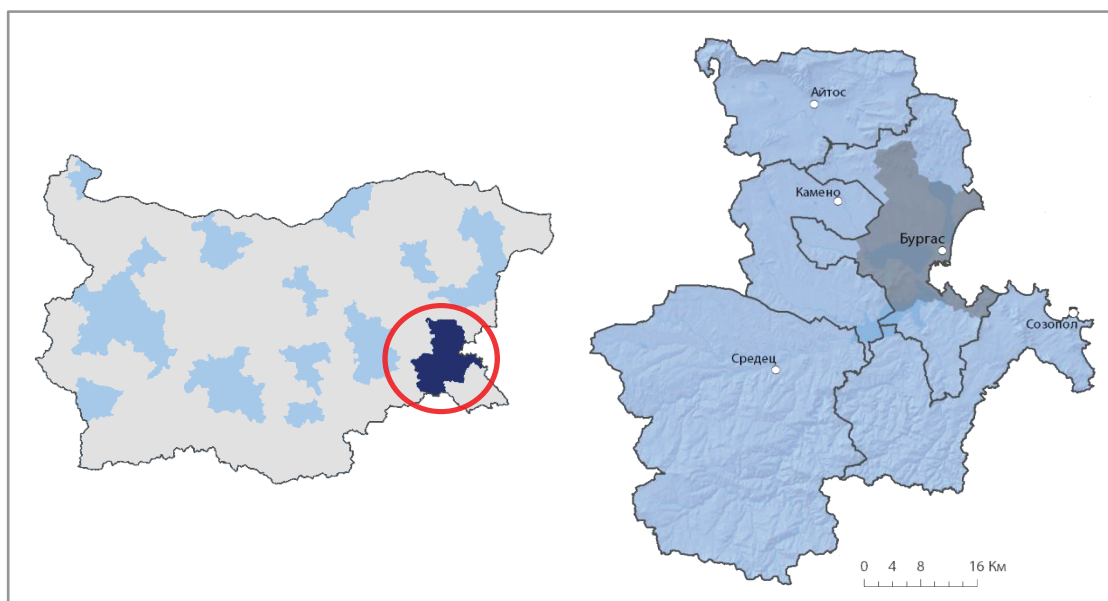 Айтос
Камено
Бургас
Созопол
Средец
0 4 8 16 Км